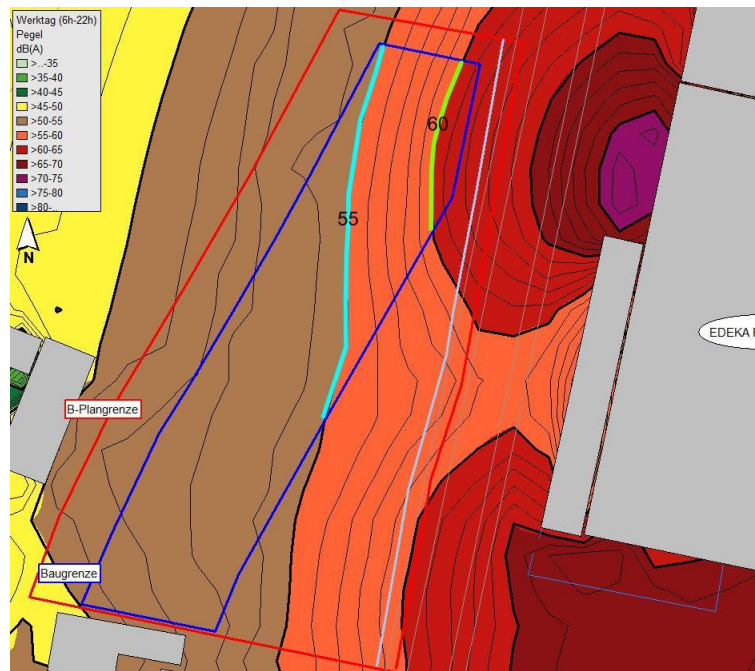 Werktag (6h-22h)
Pegel
dB(A)
>..-35
>35-40
>40-45
>45-50
>50-55
>55-60
>60-65
>65-70
>70-75
>75-80
>80-..
N
60
55
EDEKA
B-Plangrenze
Baugrenze